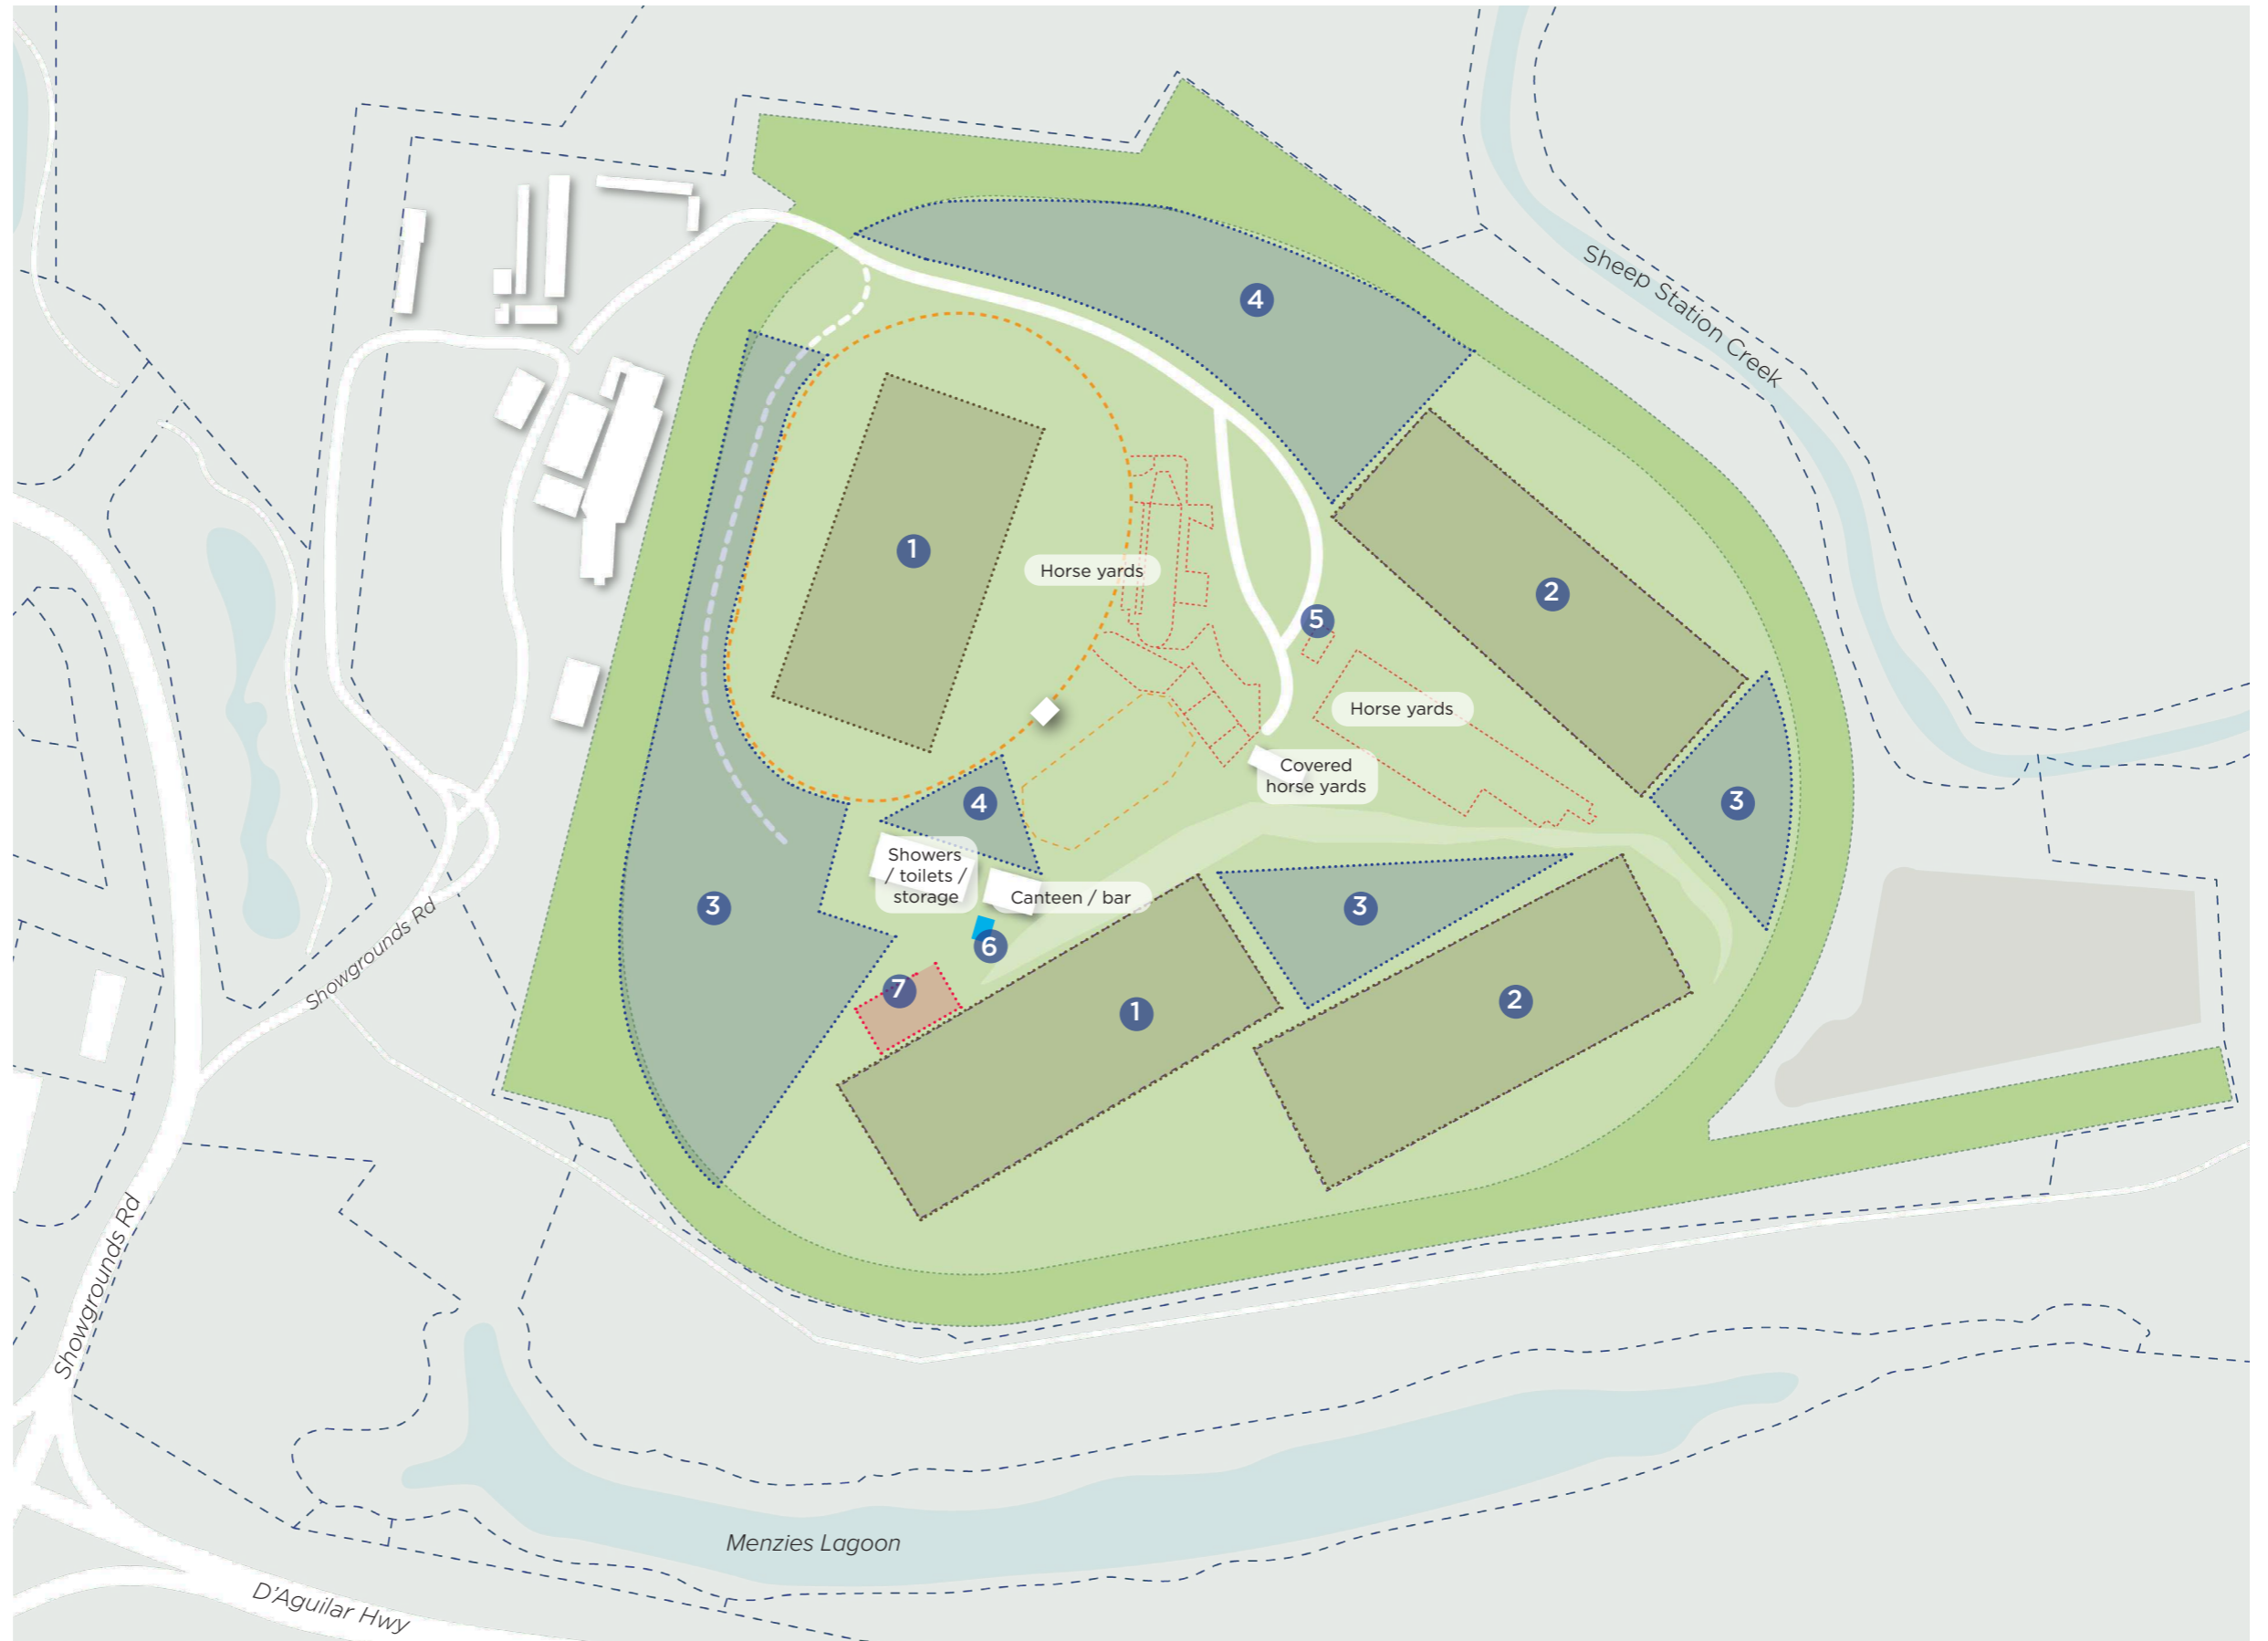 4
Sheep Station Creek
1
Horse yards
2
5
Horse yards
Covered
horse yards
4
3
Showers
/ toilets /
storage
Canteen / bar
3
3
6
Showgrounds Rd
7
1
2
Showgrounds Rd
Menzies Lagoon
D'Aguilar Hwy